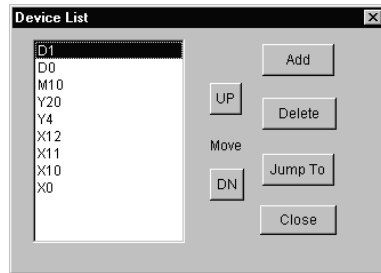 Device List
D1
D0
M10
Y20
Y4
X12
X11
X10
X0
UP
Move
DN
Add
Delete
Jump To
Close